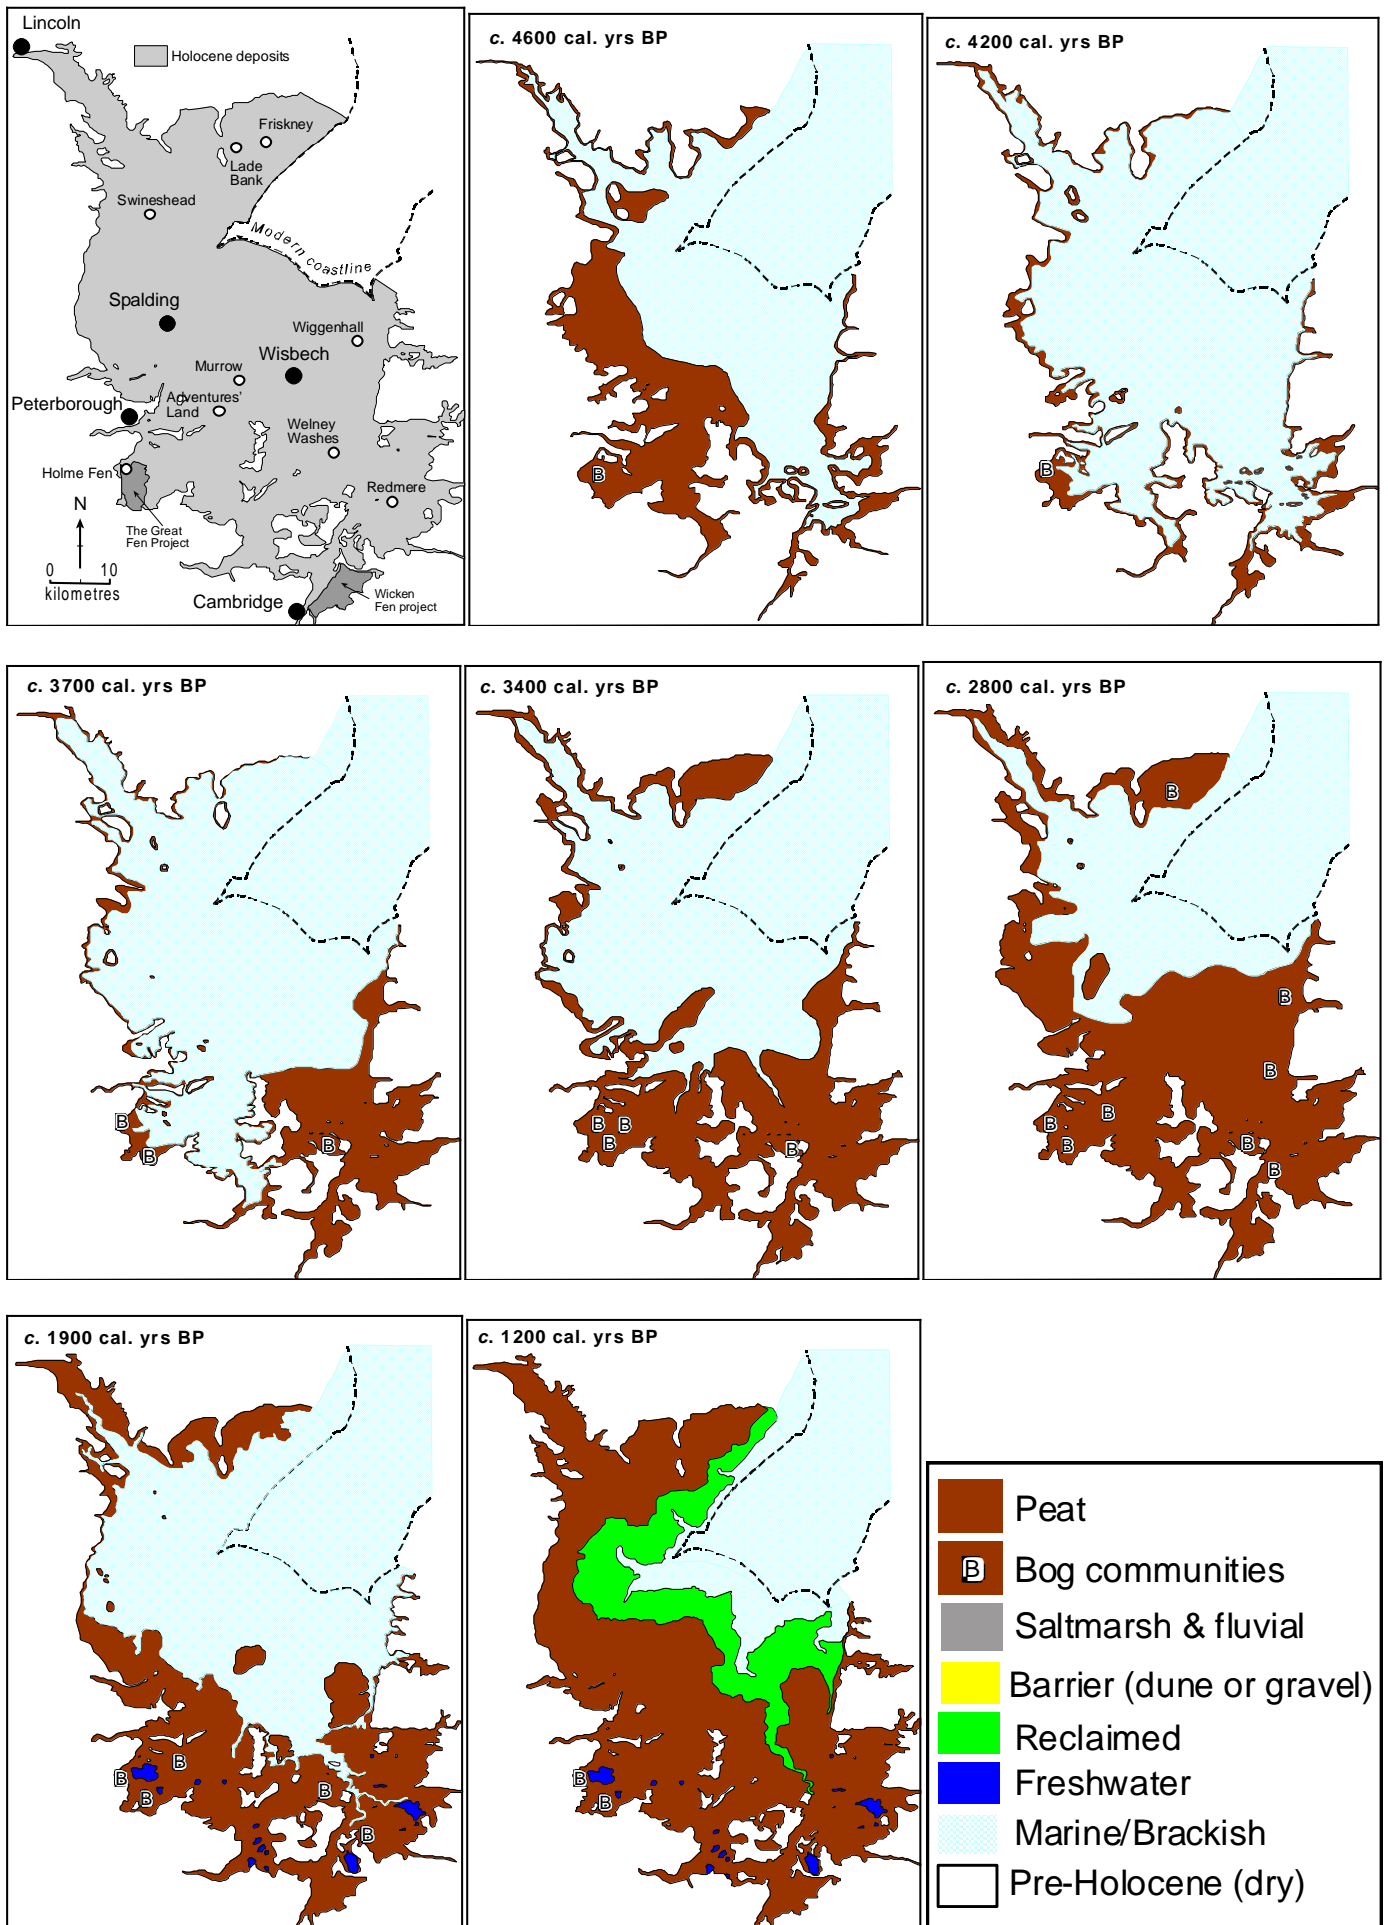 Lincoln
Holocene deposits
Friskney
Lade
Bank
Swineshead
Modern coastline
Spalding
Wiggenhall
Wisbech
Murrow
Adventures'
Land
Peterborough
Welney
Washes
Holme Fen
Redmere
N
The Great
Fen Project
0 10
kilometres
Wicken
Fen project
Cambridge
c. 4600 cal. yrs BP
B
c. 4200 cal. yrs BP
B
c. 3700 cal. yrs BP
B
B
B
c. 3400 cal. yrs BP
B
B
B
B
c. 2800 cal. yrs BP
B
B
B
B
B
B
B
B
c. 1900 cal. yrs BP
B
B
B
B
B
c. 1200 cal. yrs BP
B
B
Peat
B Bog communities
Saltmarsh & fluvial
Barrier (dune or gravel)
Reclaimed
Freshwater
Marine/Brackish
Pre-Holocene (dry)